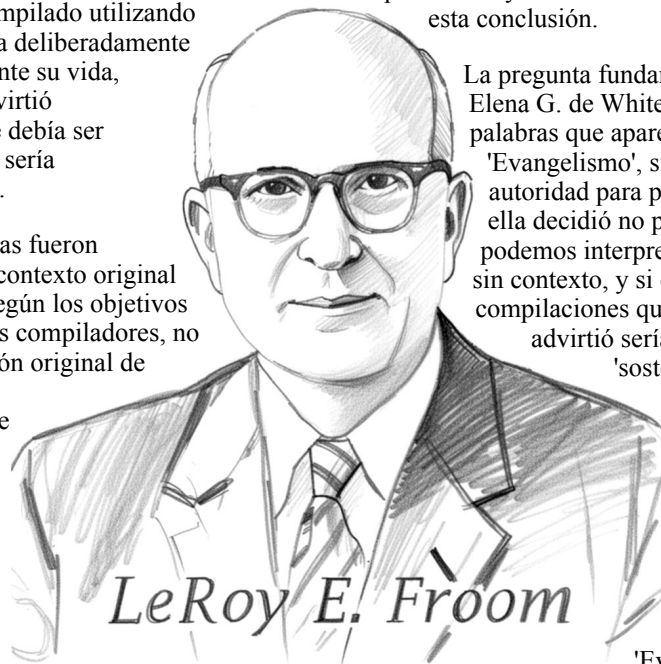 mpilado utilizando
a deliberadamente
nte su vida,
virtió
debía ser
sería
as fueron
contexto original
egún los objetivos
s compiladores, no
ón original de
e
esta conclusión.
La pregunta fundar
Elena G. de White
palabras que apare
'Evangelismo', si
autoridad para p
ella decidió no p
podemos interpre
sin contexto, y si
compilaciones qu
advirtió sería
'soste
LeRoy E. Froom
'Ev